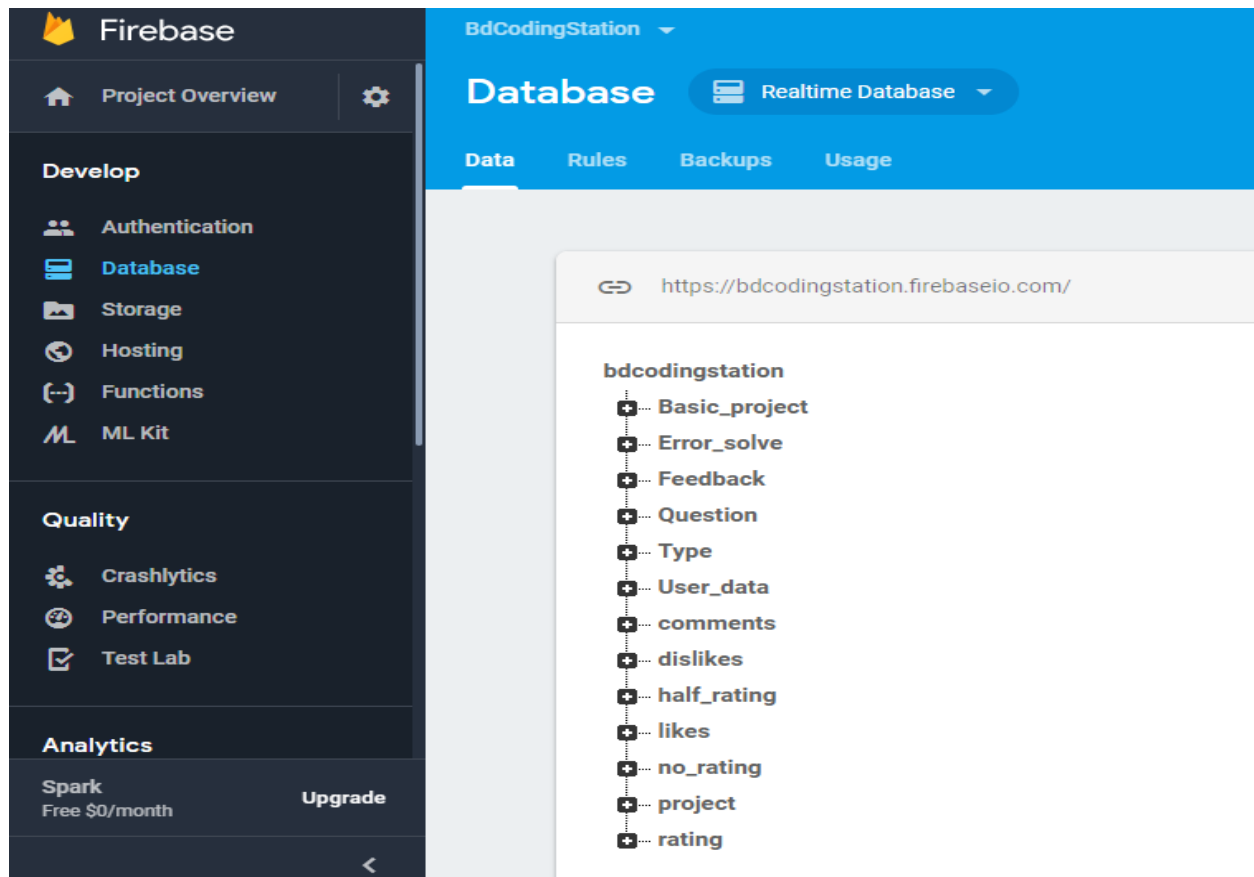 Firebase
Project Overview
Develop
Authentication
Database
Storage
Hosting
Functions
ML Kit
Quality
Crashlytics
Performance
Test Lab
Analytics
Spark
Free $0/month
Upgrade
BdCodingStation
Database
Realtime Database
Data Rules Backups Usage
https://bdcodingstation.firebaseio.com/
bdcodingstation
Basic_project
Error_solve
Feedback
Question
Type
User_data
comments
dislikes
half_rating
likes
no_rating
project
rating